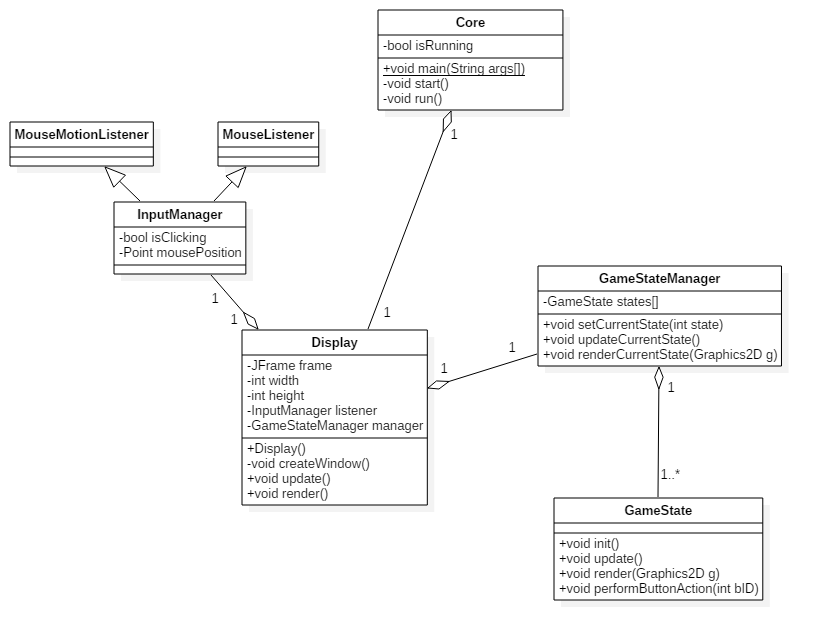 Core
-bool isRunning
+void main(String args[])
-void start()
-void run()
1
MouseMotionListener
MouseListener
InputManager
-bool isClicking
-Point mousePosition
1
1
1
Display
-JFrame frame
-int width
-int height
-InputManager listener
-GameStateManager manager
+Display()
-void createWindow()
+void update()
+void render()
1
1
GameStateManager
-GameState states[]
+void setCurrentState(int state)
+void updateCurrentState()
+void renderCurrentState(Graphics2D g)
1
1..*
GameState
+void init()
+void update()
+void render(Graphics2D g)
+void performButtonAction(int bID)